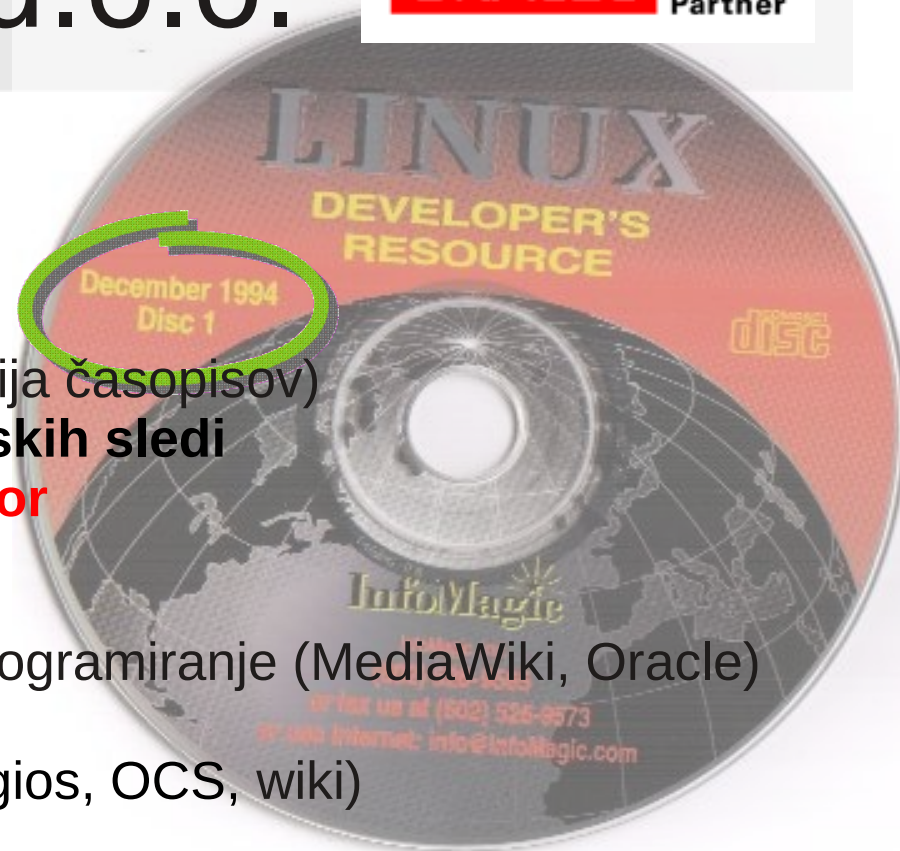 d.o.o.
Partner
LINUX
DEVELOPER'S
RESOURCE
December 1994
Disc 1
COMPACT
disc
ija časopisov)
skih sledi
or
InfoMagic
ogramiranje (MediaWiki, Oracle)
or fax us at (602) 526-9573
or use Internet: info@InfoMagic.com
gios, OCS, wiki)